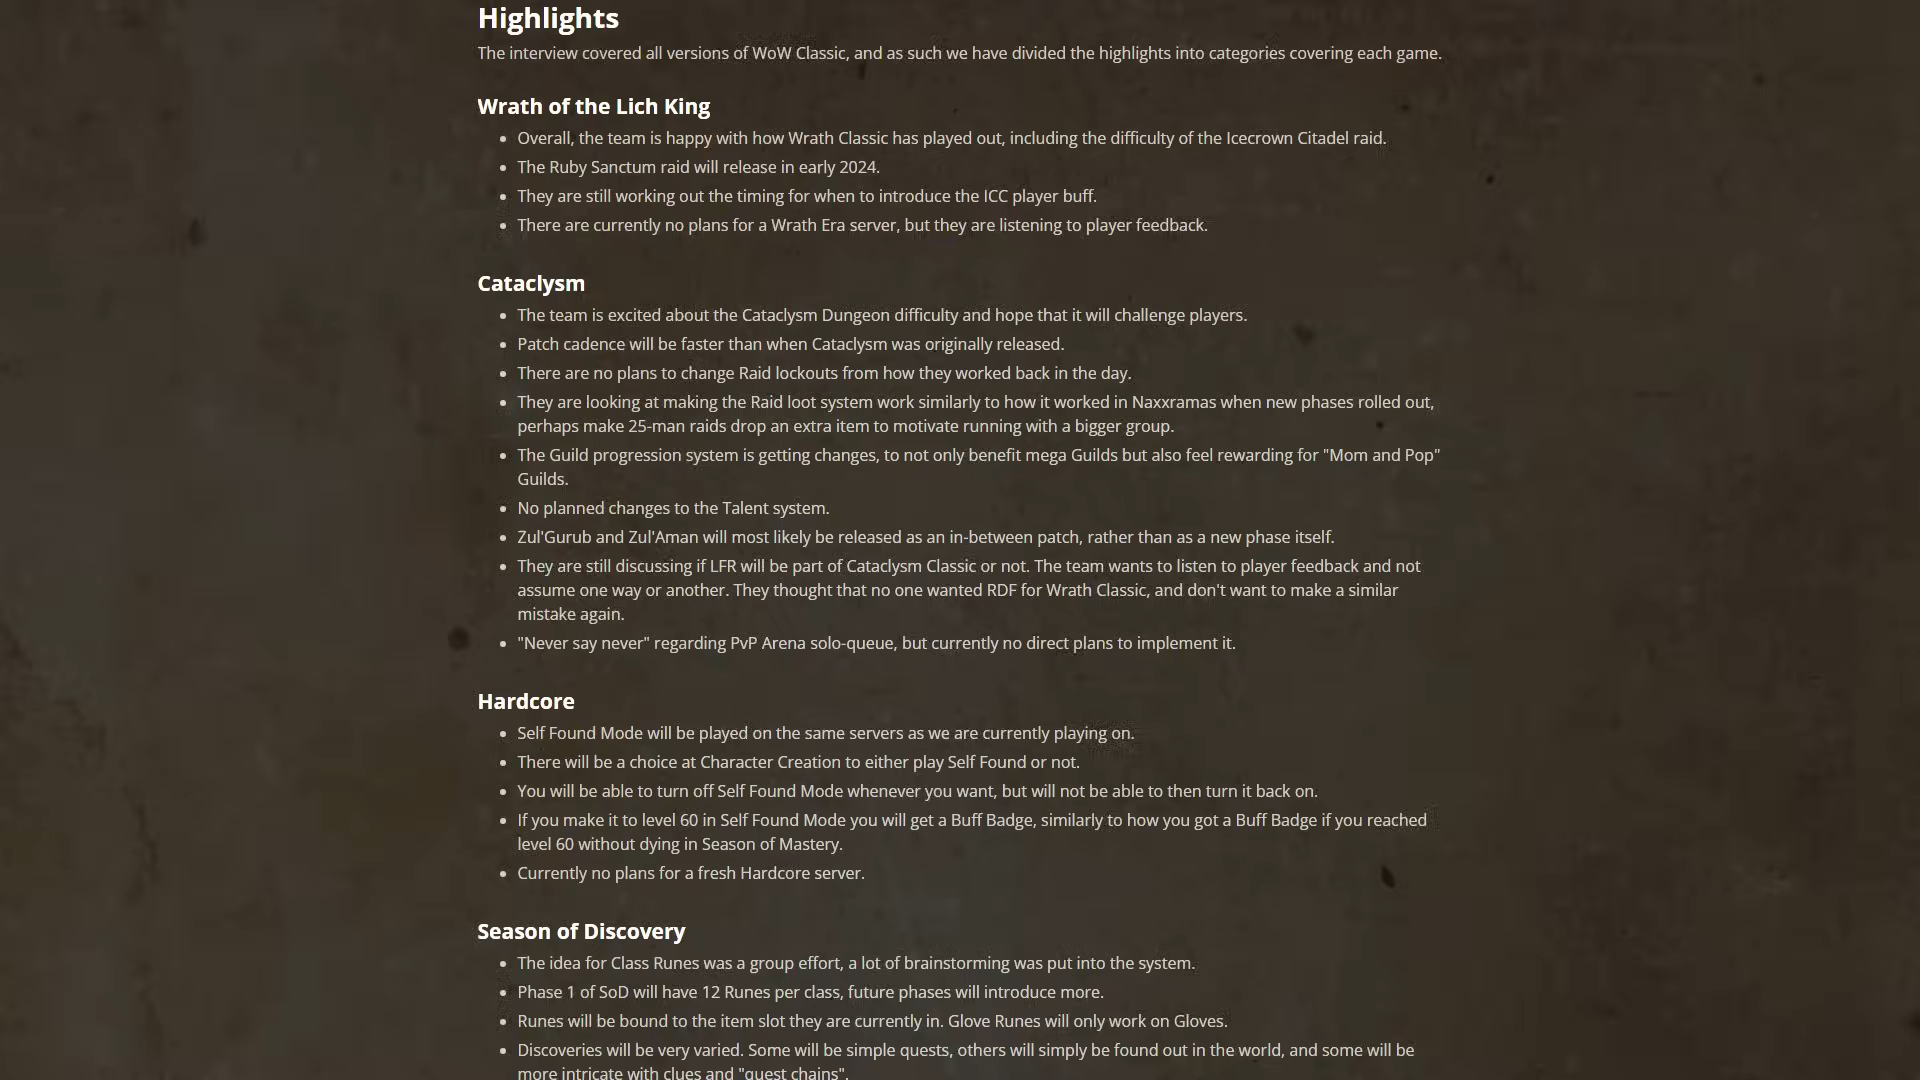 Highlights
The interview covered all versions of WoW Classic, and as such we have divided the highlights into categories covering each game.
Wrath of the Lich King
Overall, the team is happy with how Wrath Classic has played out, including the difficulty of the Icecrown Citadel raid.
The Ruby Sanctum raid will release in early 2024.
They are still working out the timing for when to introduce the ICC player buff.
There are currently no plans for a Wrath Era server, but they are listening to player feedback.
Cataclysm
The team is excited about the Cataclysm Dungeon difficulty and hope that it will challenge players.
Patch cadence will be faster than when Cataclysm was originally released.
There are no plans to change Raid lockouts from how they worked back in the day.
They are looking at making the Raid loot system work similarly to how it worked in Naxxramas when new phases rolled out,
perhaps make 25-man raids drop an extra item to motivate running with a bigger group.
The Guild progression system is getting changes, to not only benefit mega Guilds but also feel rewarding for "Mom and Pop"
Guilds.
No planned changes to the Talent system.
Zul'Gurub and Zul'Aman will most likely be released as an in-between patch, rather than as a new phase itself.
They are still discussing if LFR will be part of Cataclysm Classic or not. The team wants to listen to player feedback and not
assume one way or another. They thought that no one wanted RDF for Wrath Classic, and don't want to make a similar
mistake again.
"Never say never" regarding PvP Arena solo-queue, but currently no direct plans to implement it.
Hardcore
Self Found Mode will be played on the same servers as we are currently playing on.
There will be a choice at Character Creation to either play Self Found or not.
You will be able to turn off Self Found Mode whenever you want, but will not be able to then turn it back on.
If you make it to level 60 in Self Found Mode you will get a Buff Badge, similarly to how you got a Buff Badge if you reached
level 60 without dying in Season of Mastery.
Currently no plans for a fresh Hardcore server.
Season of Discovery
The idea for Class Runes was a group effort, a lot of brainstorming was put into the system.
Phase 1 of SoD will have 12 Runes per class, future phases will introduce more.
Runes will be bound to the item slot they are currently in. Glove Runes will only work on Gloves.
Discoveries will be very varied. Some will be simple quests, others will simply be found out in the world, and some will be
more intricate with clues and "quest chains".